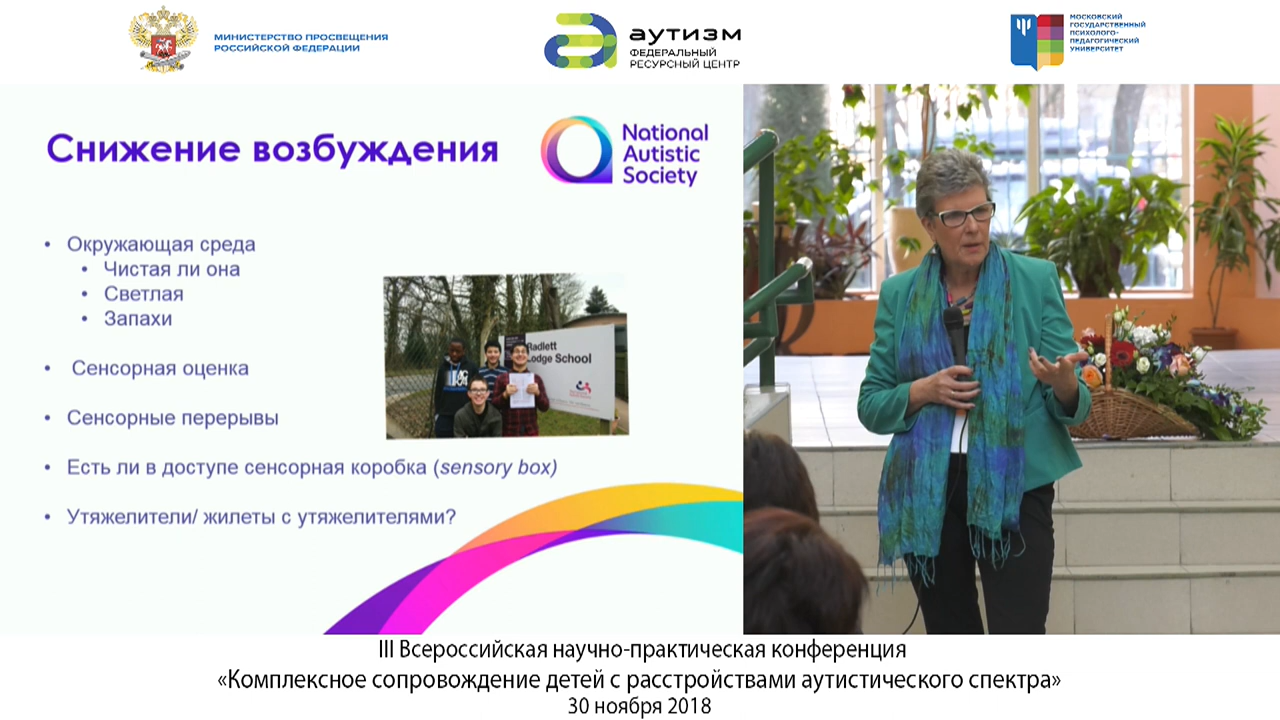 МИНИСТЕРСТВО ПРОСВЕЩЕНИЯ
РОССИЙСКОЙ ФЕДЕРАЦИИ
аутизм
ФЕДЕРАЛЬНЫЙ
РЕСУРСНЫЙ ЦЕНТР
МОСКОВСКИЙ
ГОСУДАРСТВЕННЫЙ
ПСИХОЛОГО-
ПЕДАГОГИЧЕСКИЙ
УНИВЕРСИТЕТ
Снижение возбуждения
National
Autistic
Society
• Окружающая среда
• Чистая ли она
• Светлая
• Запахи
• Сенсорная оценка
• Сенсорные перерывы
• Есть ли в доступе сенсорная коробка (sensory box)
• Утяжелители/ жилеты с утяжелителями?
Radlett
Lodge School
III Всероссийская научно-практическая конференция
«Комплексное сопровождение детей с расстройствами аутистического спектра»
30 ноября 2018